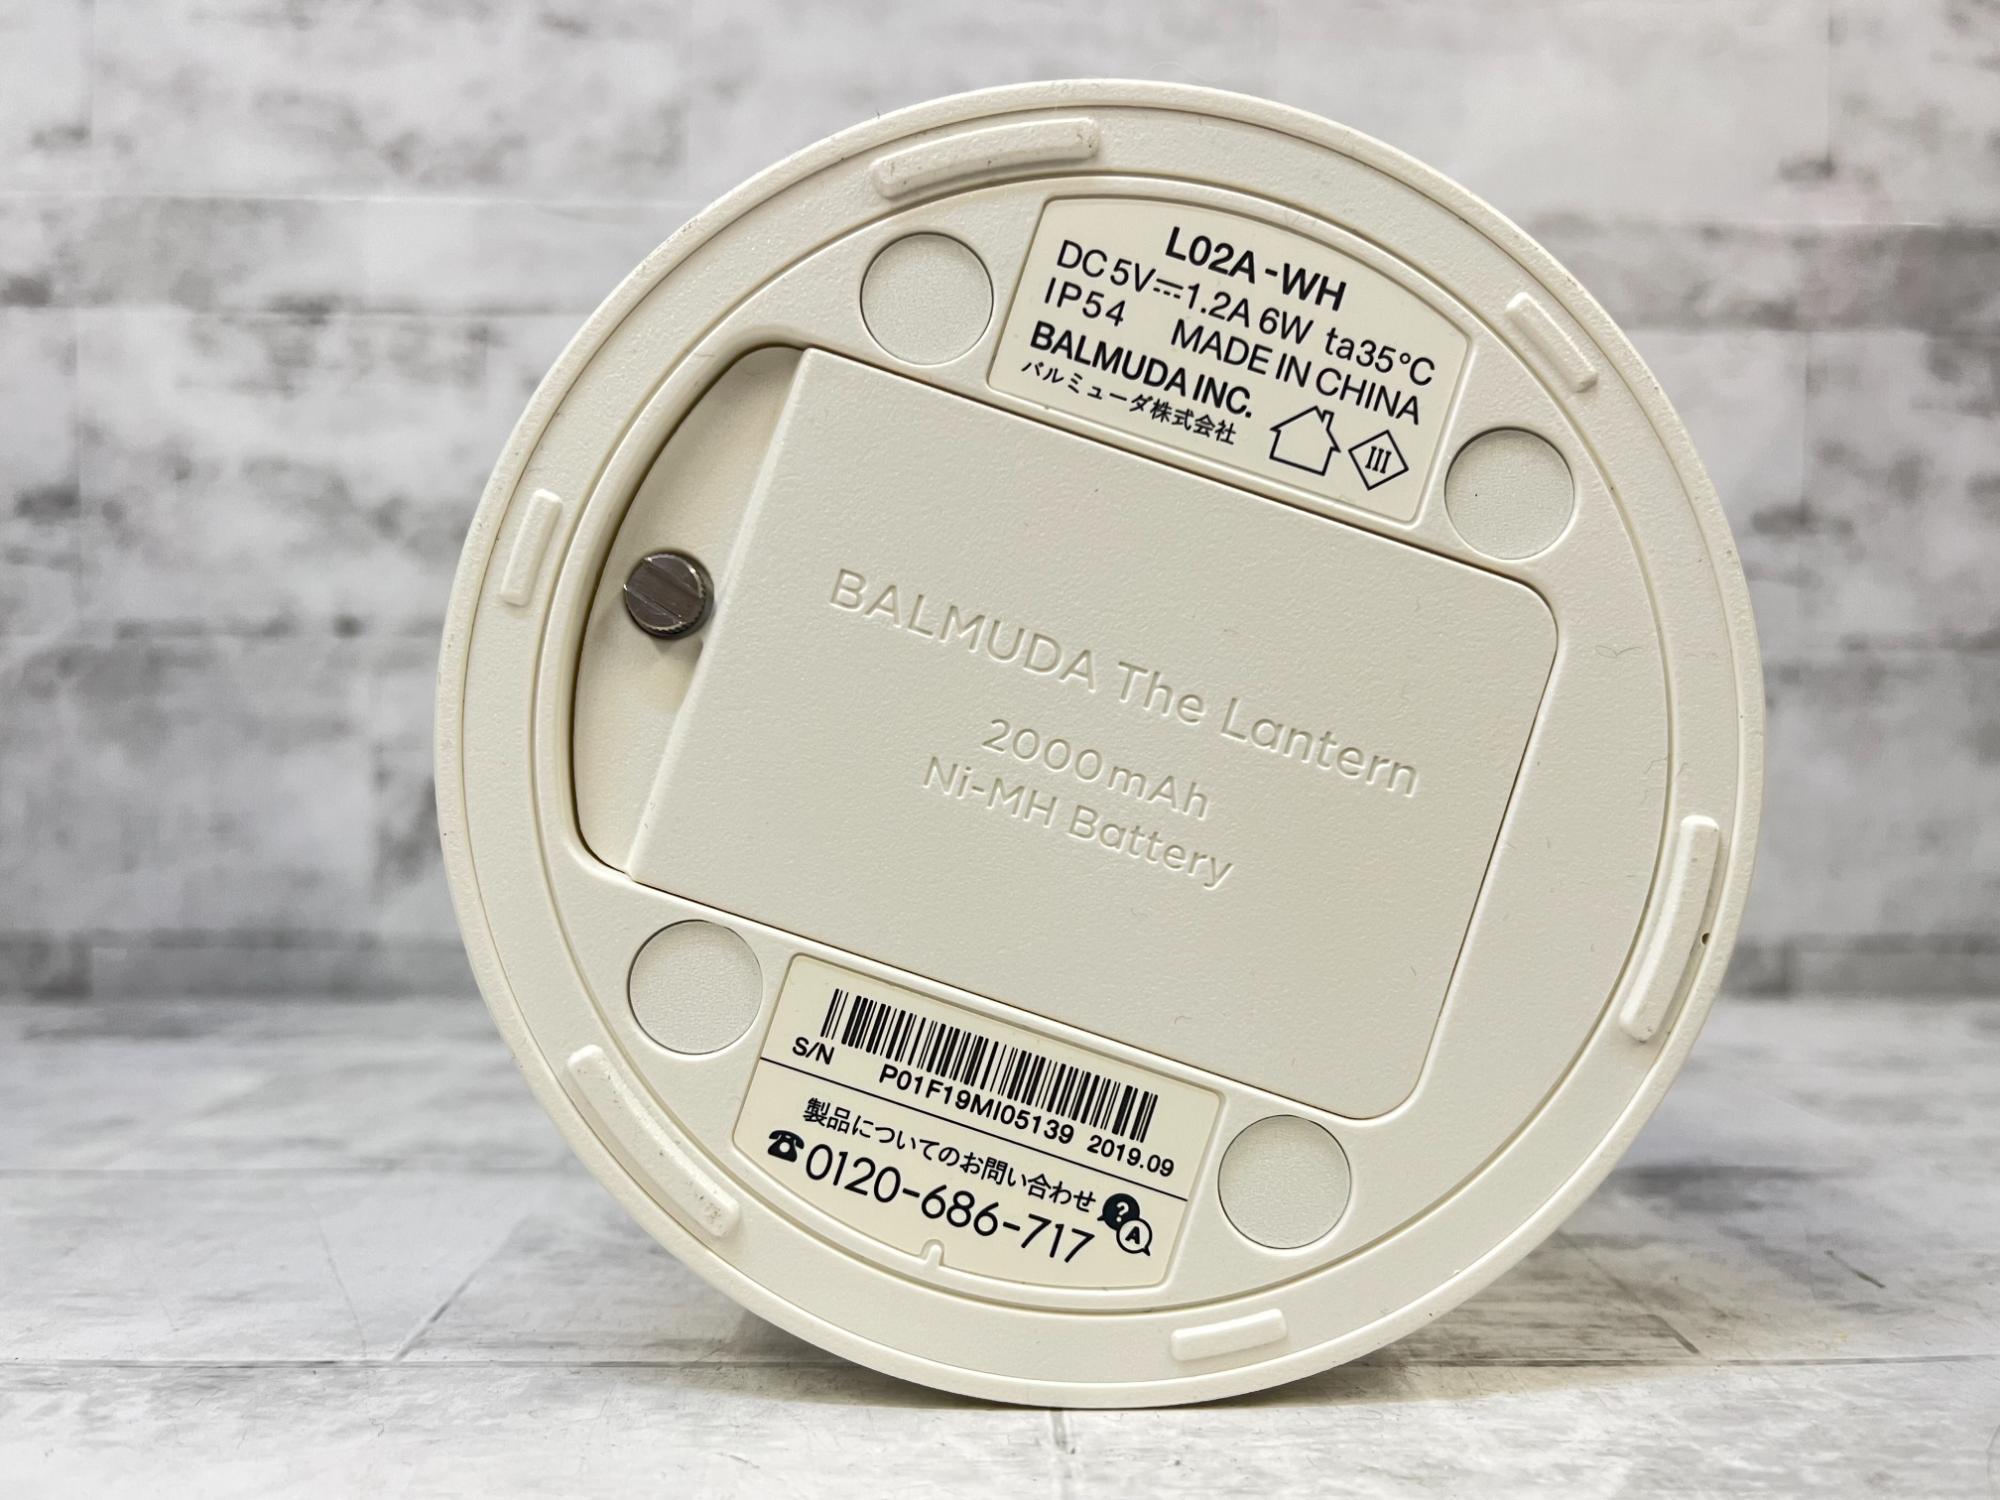 L02A-WH
DC 5V⎓1.2A 6W ta35℃
IP54 MADE IN CHINA
BALMUDA INC.
バルミューダ株式会社
III
BALMUDA The Lantern
2000mAh
Ni-MH Battery
S/N
P01F19MI05139 2019.09
製品についてのお問い合わせ
?
A
☎0120-686-717